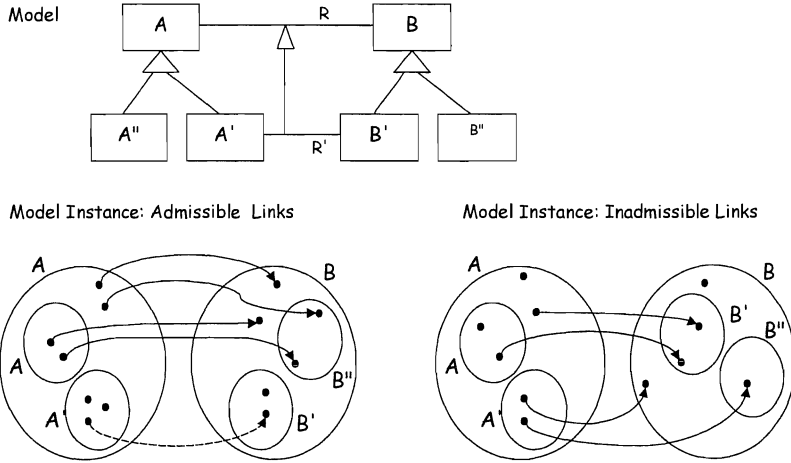 Model
A R B
A" A' B' B"
R'
Model Instance: Admissible Links
Model Instance: Inadmissible Links
A B
A
B"
A' B'
A B
B'
B"
A
A'